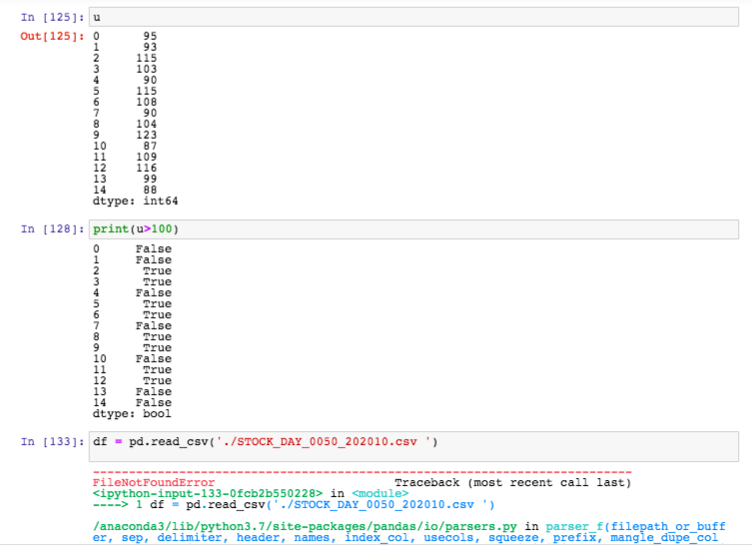 In [125]: u
Out[125]: 0 95
1 93
2 115
3 103
4 90
5 115
6 108
7 90
8 104
9 123
10 87
11 109
12 116
13 99
14 88
dtype: int64
In [128]: print(u>100)
0 False
1 False
2 True
3 True
4 False
5 True
6 True
7 False
8 True
9 True
10 False
11 True
12 True
13 False
14 False
dtype: bool
In [133]: df = pd.read_csv('./STOCK_DAY_0050_202010.csv ')
---------------------------------------------------------------------------
FileNotFoundError Traceback (most recent call last)
<ipython-input-133-0fcb2b550228> in <module>
----> 1 df = pd.read_csv('./STOCK_DAY_0050_202010.csv ')
/anaconda3/lib/python3.7/site-packages/pandas/io/parsers.py in parser_f(filepath_or_buff
er, sep, delimiter, header, names, index_col, usecols, squeeze, prefix, mangle_dupe_col